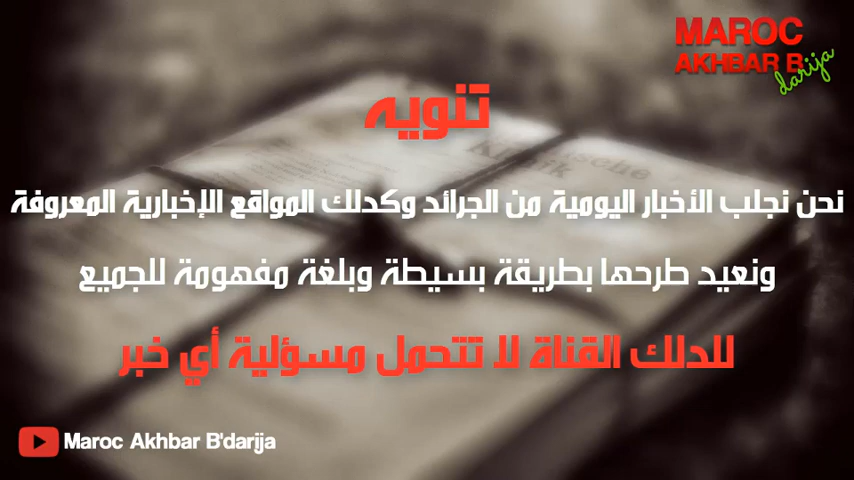 MAROC
AKHBAR B
darija
تنويه
نحن نجلب الأخبار اليومية من الجرائد وكدلك المواقع الإخبارية المعروفة
ونعيد طرحها بطريقة بسيطة وبلغة مفهومة للجميع
للدلك القناة لا تتحمل مسؤلية أي خبر
Maroc Akhbar B'darija